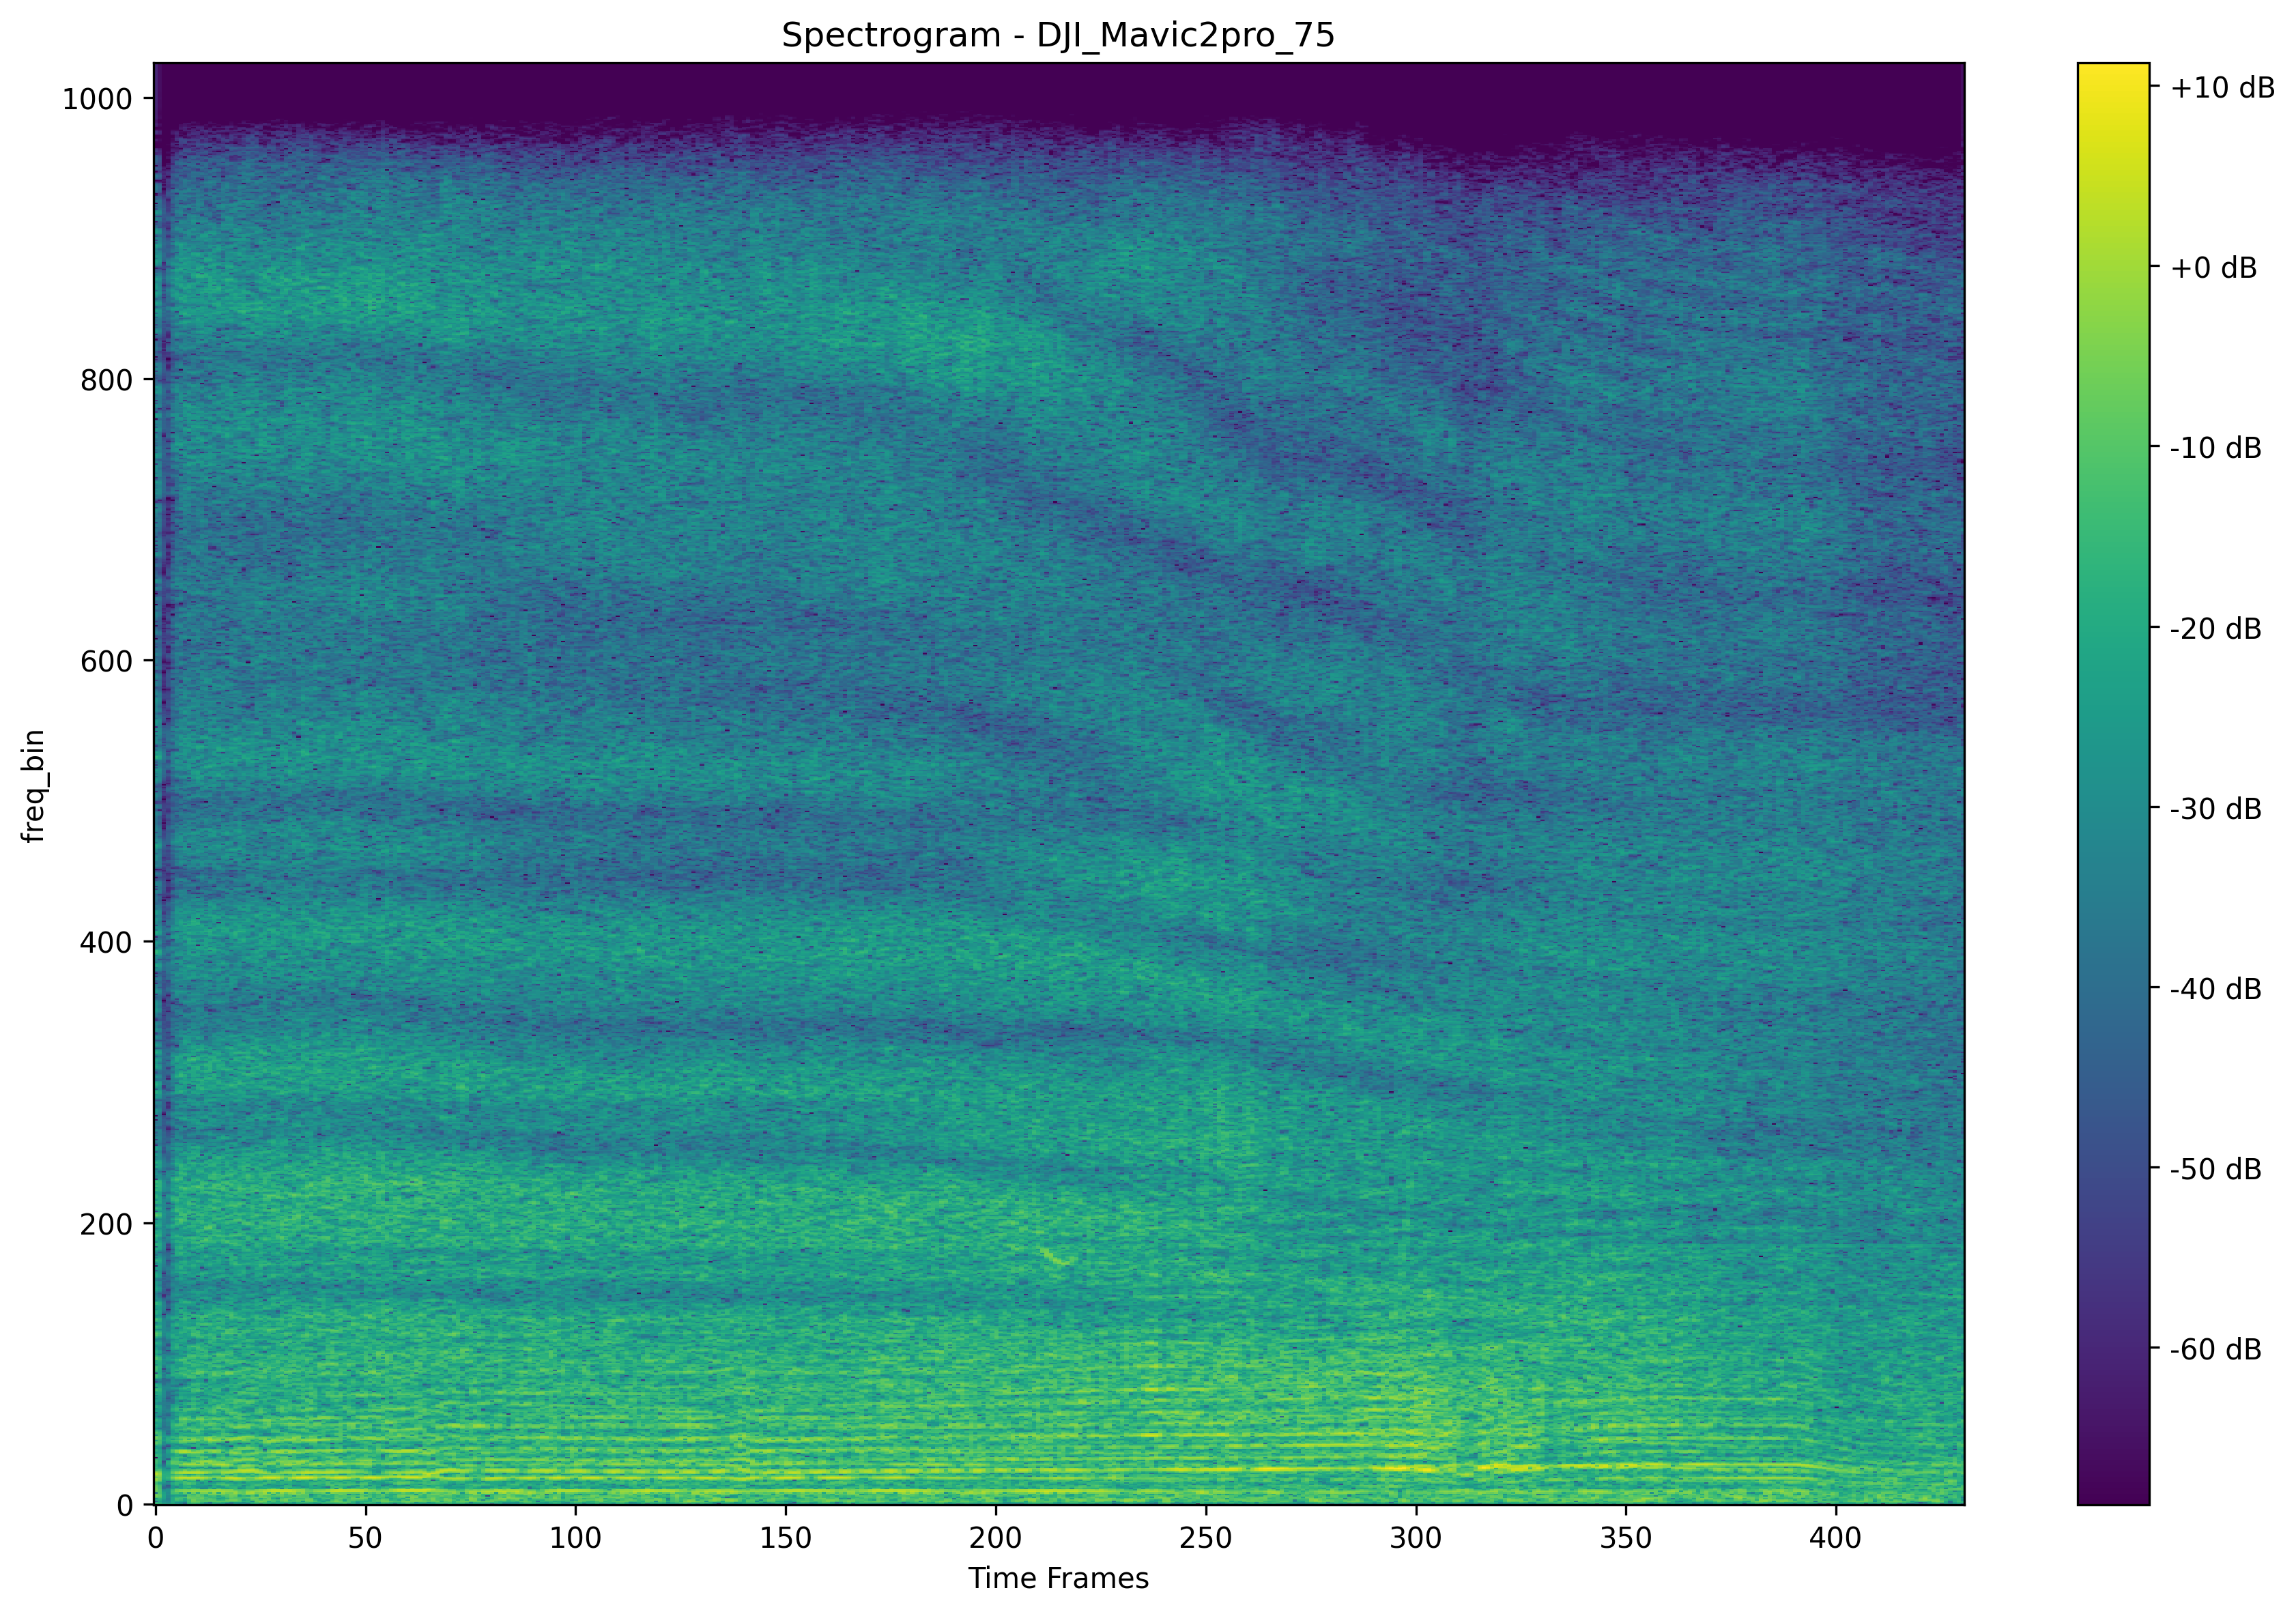 Spectrogram - DJI_Mavic2pro_75
freq_bin
1000
800
600
400
200
0
0 50 100 150 200 250 300 350 400
Time Frames
+10 dB
+0 dB
-10 dB
-20 dB
-30 dB
-40 dB
-50 dB
-60 dB